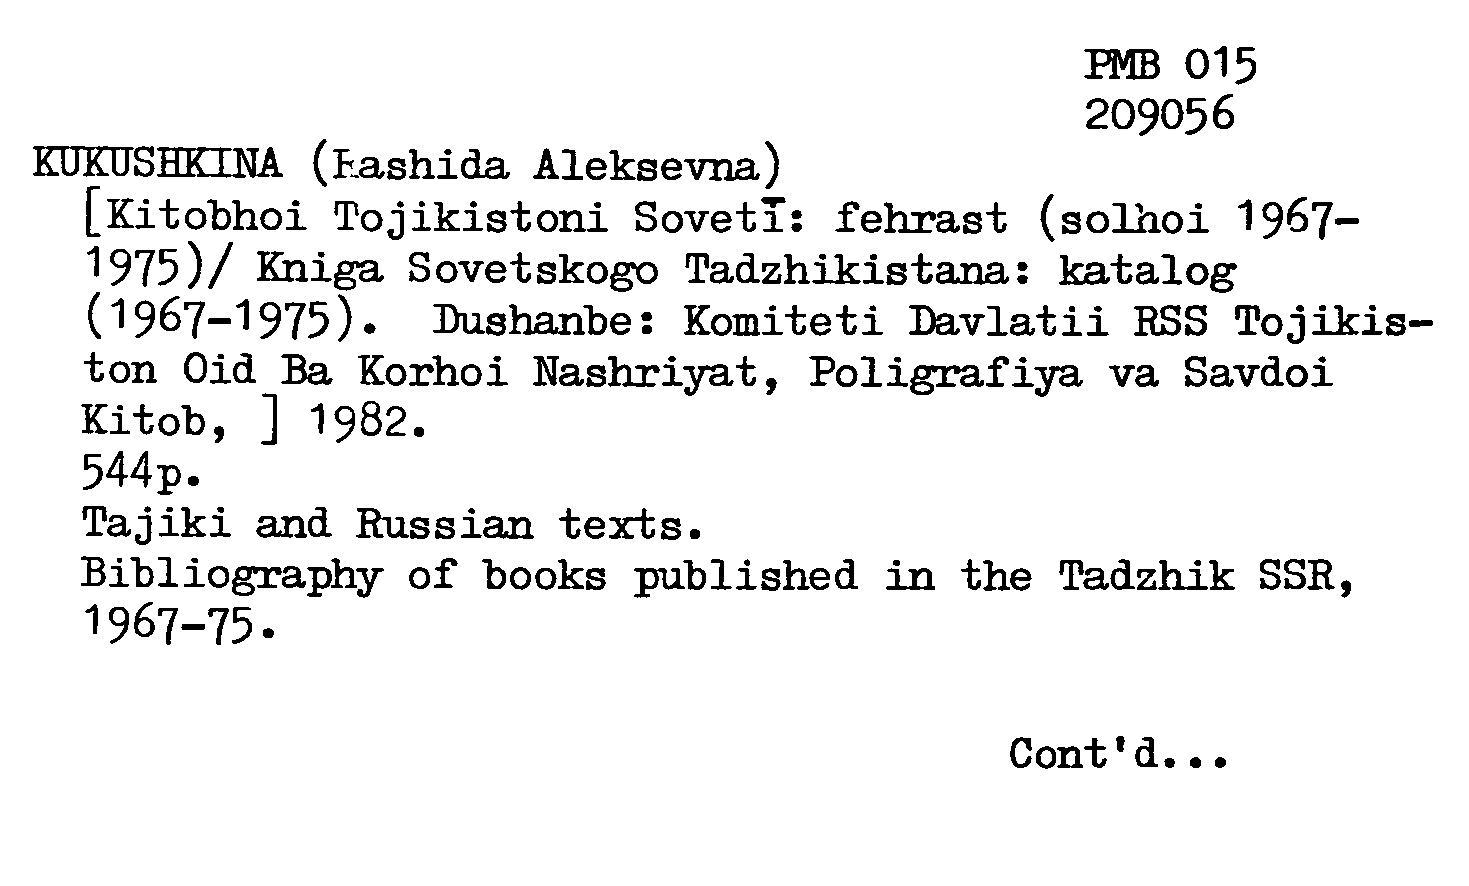 PMB 015
209056
KUKUSHKINA (Rashida Aleksevna)
[Kitobhoi Tojikistoni Sovetī: fehrast (solhoi 1967-
1975)/ Kniga Sovetskogo Tadzhikistana: katalog
(1967-1975).  Dushanbe: Komiteti Davlatii RSS Tojikis-
ton Oid Ba Korhoi Nashriyat, Poligrafiya va Savdoi
Kitob, ] 1982.
544p.
Tajiki and Russian texts.
Bibliography of books published in the Tadzhik SSR,
1967-75.
Cont'd...